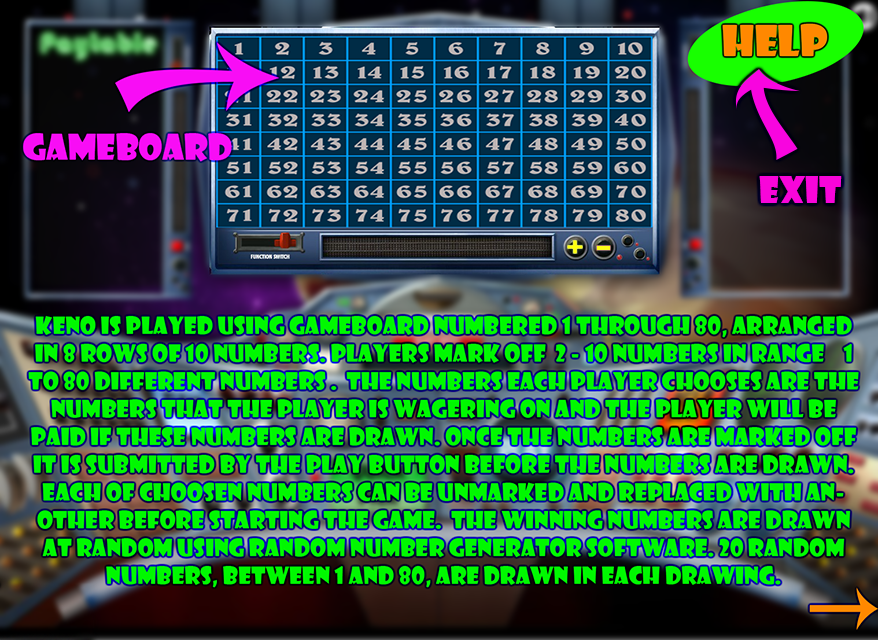 Paytable
HELP
1 2 3 4 5 6 7 8 9 10
12 13 14 15 16 17 18 19 20
22 23 24 25 26 27 28 29 30
31 32 33 34 35 36 37 38 39 40
42 43 44 45 46 47 48 49 50
51 52 53 54 55 56 57 58 59 60
61 62 63 64 65 66 67 68 69 70
71 72 73 74 75 76 77 78 79 80
GAMEBOARD
EXIT
FUNCTION SWITCH
KENO IS PLAYED USING GAMEBOARD NUMBERED 1 THROUGH 80, ARRANGED
IN 8 ROWS OF 10 NUMBERS. PLAYERS MARK OFF 2 - 10 NUMBERS IN RANGE 1
TO 80 DIFFERENT NUMBERS . THE NUMBERS EACH PLAYER CHOOSES ARE THE
NUMBERS THAT THE PLAYER IS WAGERING ON AND THE PLAYER WILL BE
PAID IF THESE NUMBERS ARE DRAWN. ONCE THE NUMBERS ARE MARKED OFF
IT IS SUBMITTED BY THE PLAY BUTTON BEFORE THE NUMBERS ARE DRAWN.
EACH OF CHOOSEN NUMBERS CAN BE UNMARKED AND REPLACED WITH AN-
OTHER BEFORE STARTING THE GAME. THE WINNING NUMBERS ARE DRAWN
AT RANDOM USING RANDOM NUMBER GENERATOR SOFTWARE. 20 RANDOM
NUMBERS, BETWEEN 1 AND 80, ARE DRAWN IN EACH DRAWING.